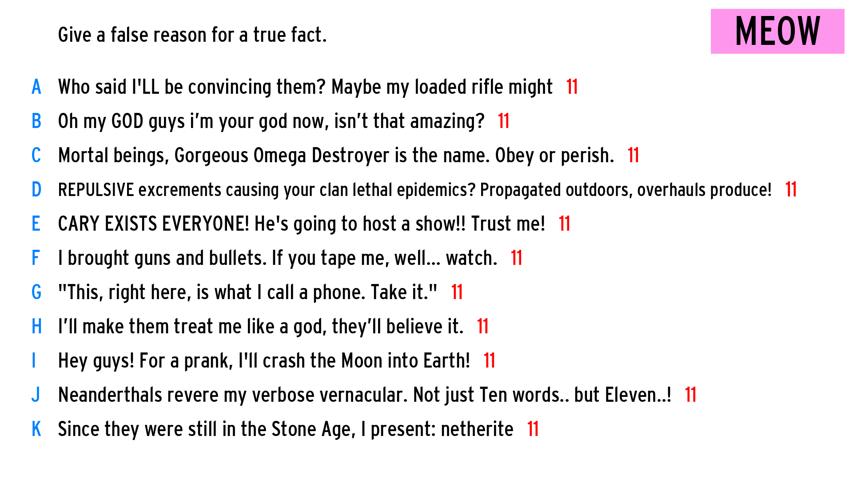 Give a false reason for a true fact.
MEOW
A Who said I'LL be convincing them? Maybe my loaded rifle might 11
B Oh my GOD guys i’m your god now, isn’t that amazing? 11
C Mortal beings, Gorgeous Omega Destroyer is the name. Obey or perish. 11
D REPULSIVE excrements causing your clan lethal epidemics? Propagated outdoors, overhauls produce! 11
E CARY EXISTS EVERYONE! He's going to host a show!! Trust me! 11
F I brought guns and bullets. If you tape me, well... watch. 11
G "This, right here, is what I call a phone. Take it." 11
H I’ll make them treat me like a god, they’ll believe it. 11
I Hey guys! For a prank, I'll crash the Moon into Earth! 11
J Neanderthals revere my verbose vernacular. Not just Ten words.. but Eleven..! 11
K Since they were still in the Stone Age, I present: netherite 11